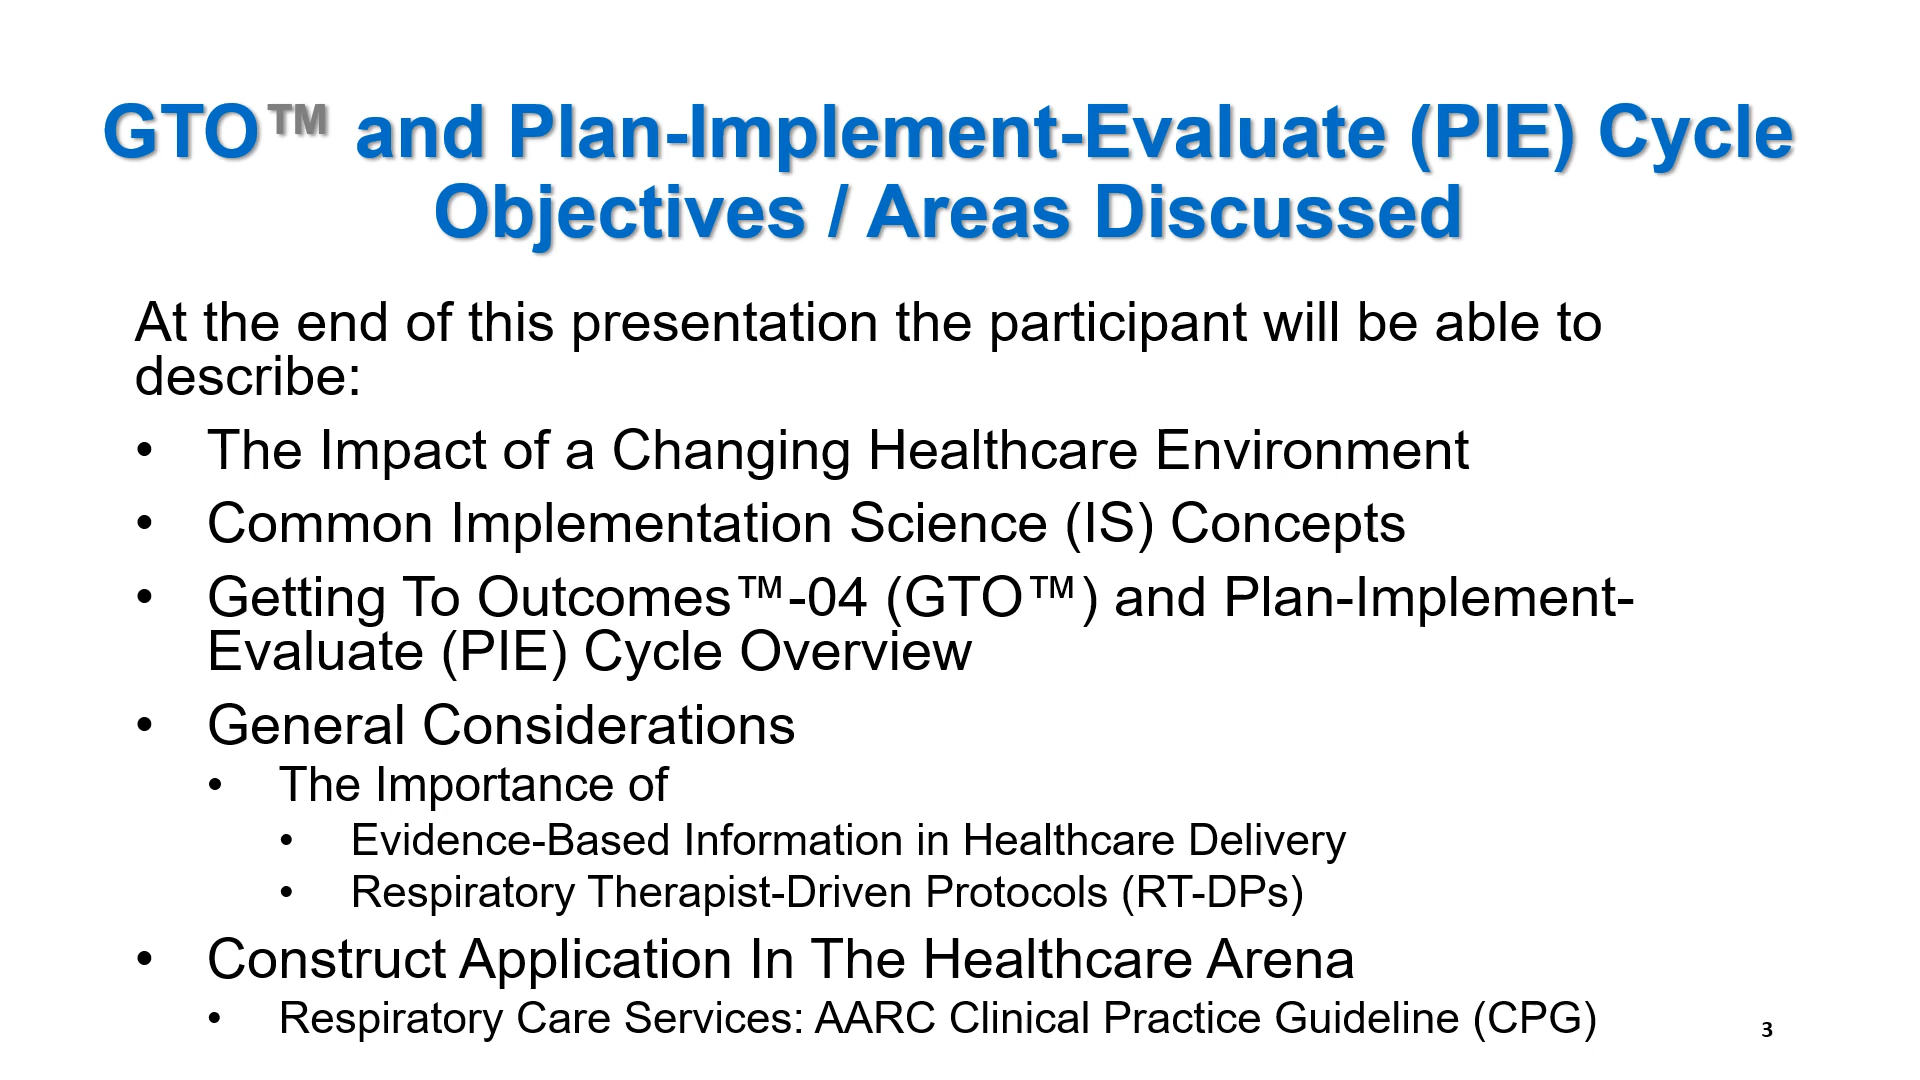 GTO™ and Plan-Implement-Evaluate (PIE) Cycle
Objectives / Areas Discussed
At the end of this presentation the participant will be able to
describe:
• The Impact of a Changing Healthcare Environment
• Common Implementation Science (IS) Concepts
• Getting To Outcomes™-04 (GTO™) and Plan-Implement-
Evaluate (PIE) Cycle Overview
• General Considerations
• The Importance of
• Evidence-Based Information in Healthcare Delivery
• Respiratory Therapist-Driven Protocols (RT-DPs)
• Construct Application In The Healthcare Arena
• Respiratory Care Services: AARC Clinical Practice Guideline (CPG)
3